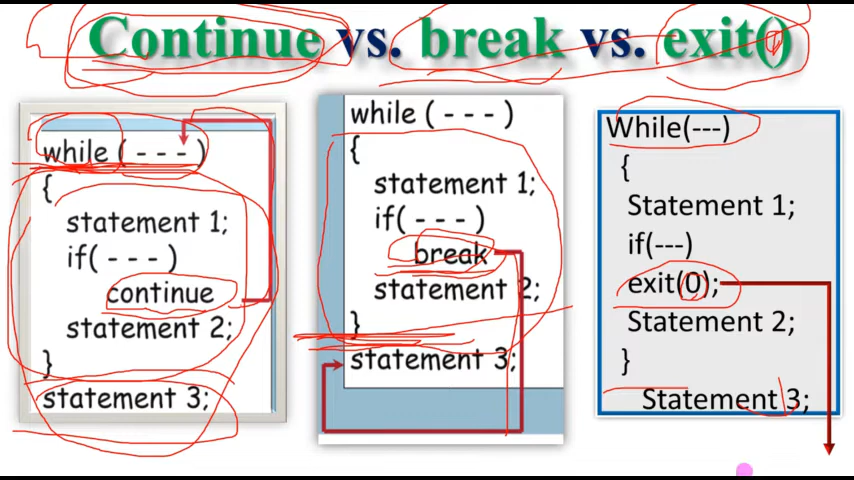 Continue vs. break vs. exit()
while ( - - - )
{
statement 1;
if( - - - )
continue
statement 2;
}
statement 3;
while ( - - - )
{
statement 1;
if( - - - )
break
statement 2;
}
statement 3;
While(---)
{
Statement 1;
if(---)
exit(0);
Statement 2;
}
Statement 3;